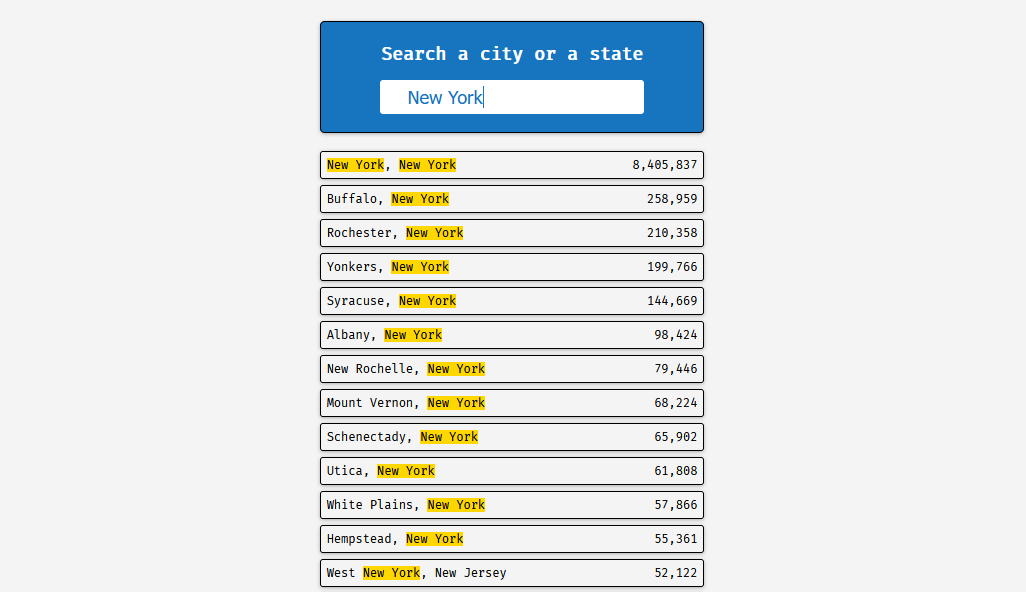 Search a city or a state
New York
New York, New York 8,405,837
Buffalo, New York 258,959
Rochester, New York 210,358
Yonkers, New York 199,766
Syracuse, New York 144,669
Albany, New York 98,424
New Rochelle, New York 79,446
Mount Vernon, New York 68,224
Schenectady, New York 65,902
Utica, New York 61,808
White Plains, New York 57,866
Hempstead, New York 55,361
West New York, New Jersey 52,122